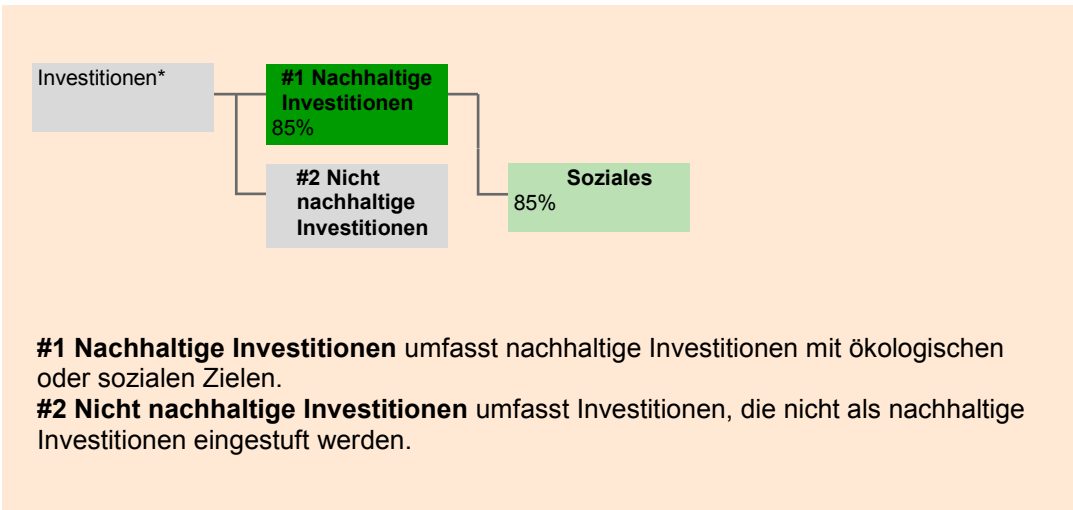 Investitionen*
#1 Nachhaltige
Investitionen
85%
#2 Nicht
nachhaltige
Investitionen
Soziales
85%
#1 Nachhaltige Investitionen umfasst nachhaltige Investitionen mit ökologischen
oder sozialen Zielen.
#2 Nicht nachhaltige Investitionen umfasst Investitionen, die nicht als nachhaltige
Investitionen eingestuft werden.